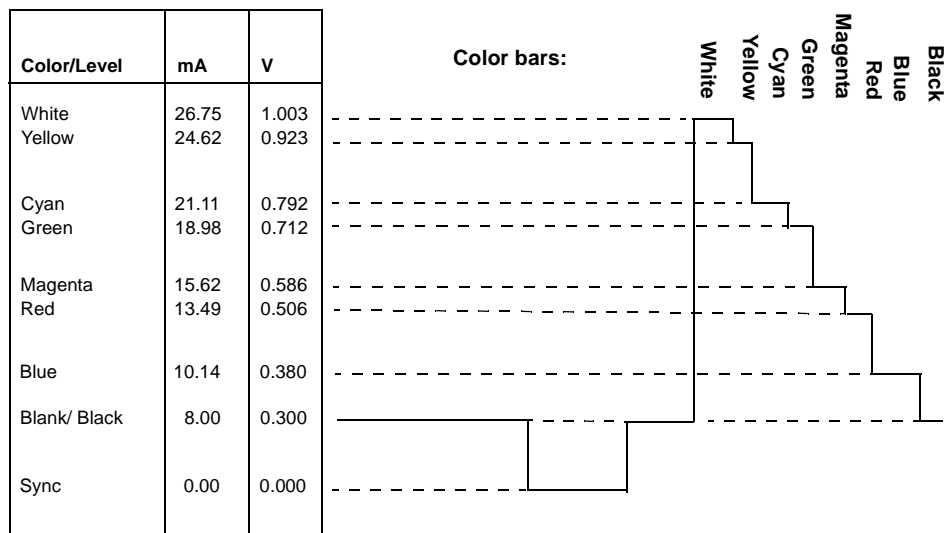 Color/Level mA V
White 26.75 1.003
Yellow 24.62 0.923
Cyan 21.11 0.792
Green 18.98 0.712
Magenta 15.62 0.586
Red 13.49 0.506
Blue 10.14 0.380
Blank/ Black 8.00 0.300
Sync 0.00 0.000
Color bars:
White
Yellow
Cyan
Green
Magenta
Red
Blue
Black